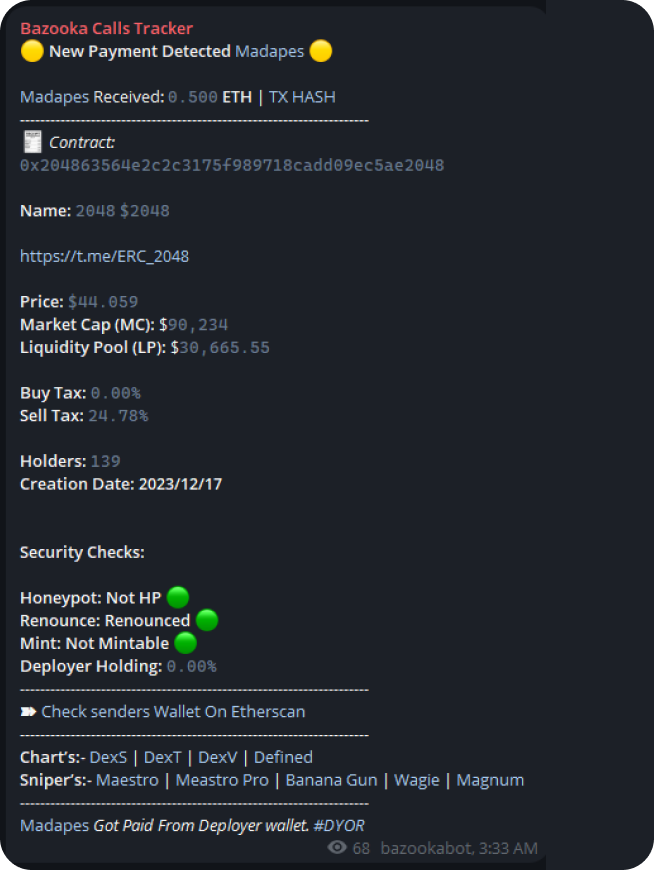 Bazooka Calls Tracker
🟡 New Payment Detected Madapes 🟡
Madapes Received: 0.500 ETH | TX HASH
----------------------------------------------------------------------
🧾 Contract:
0x204863564e2c2c3175f989718cadd09ec5ae2048
Name: 2048 $2048
https://t.me/ERC_2048
Price: $44.059
Market Cap (MC): $90,234
Liquidity Pool (LP): $30,665.55
Buy Tax: 0.00%
Sell Tax: 24.78%
Holders: 139
Creation Date: 2023/12/17
Security Checks:
Honeypot: Not HP 🟢
Renounce: Renounced 🟢
Mint: Not Mintable 🟢
Deployer Holding: 0.00%
----------------------------------------------------------------------
➽ Check senders Wallet On Etherscan
----------------------------------------------------------------------
Chart’s:- DexS | DexT | DexV | Defined
Sniper’s:- Maestro | Meastro Pro | Banana Gun | Wagie | Magnum
----------------------------------------------------------------------
Madapes Got Paid From Deployer wallet. #DYOR
68 bazookabot, 3:33 AM